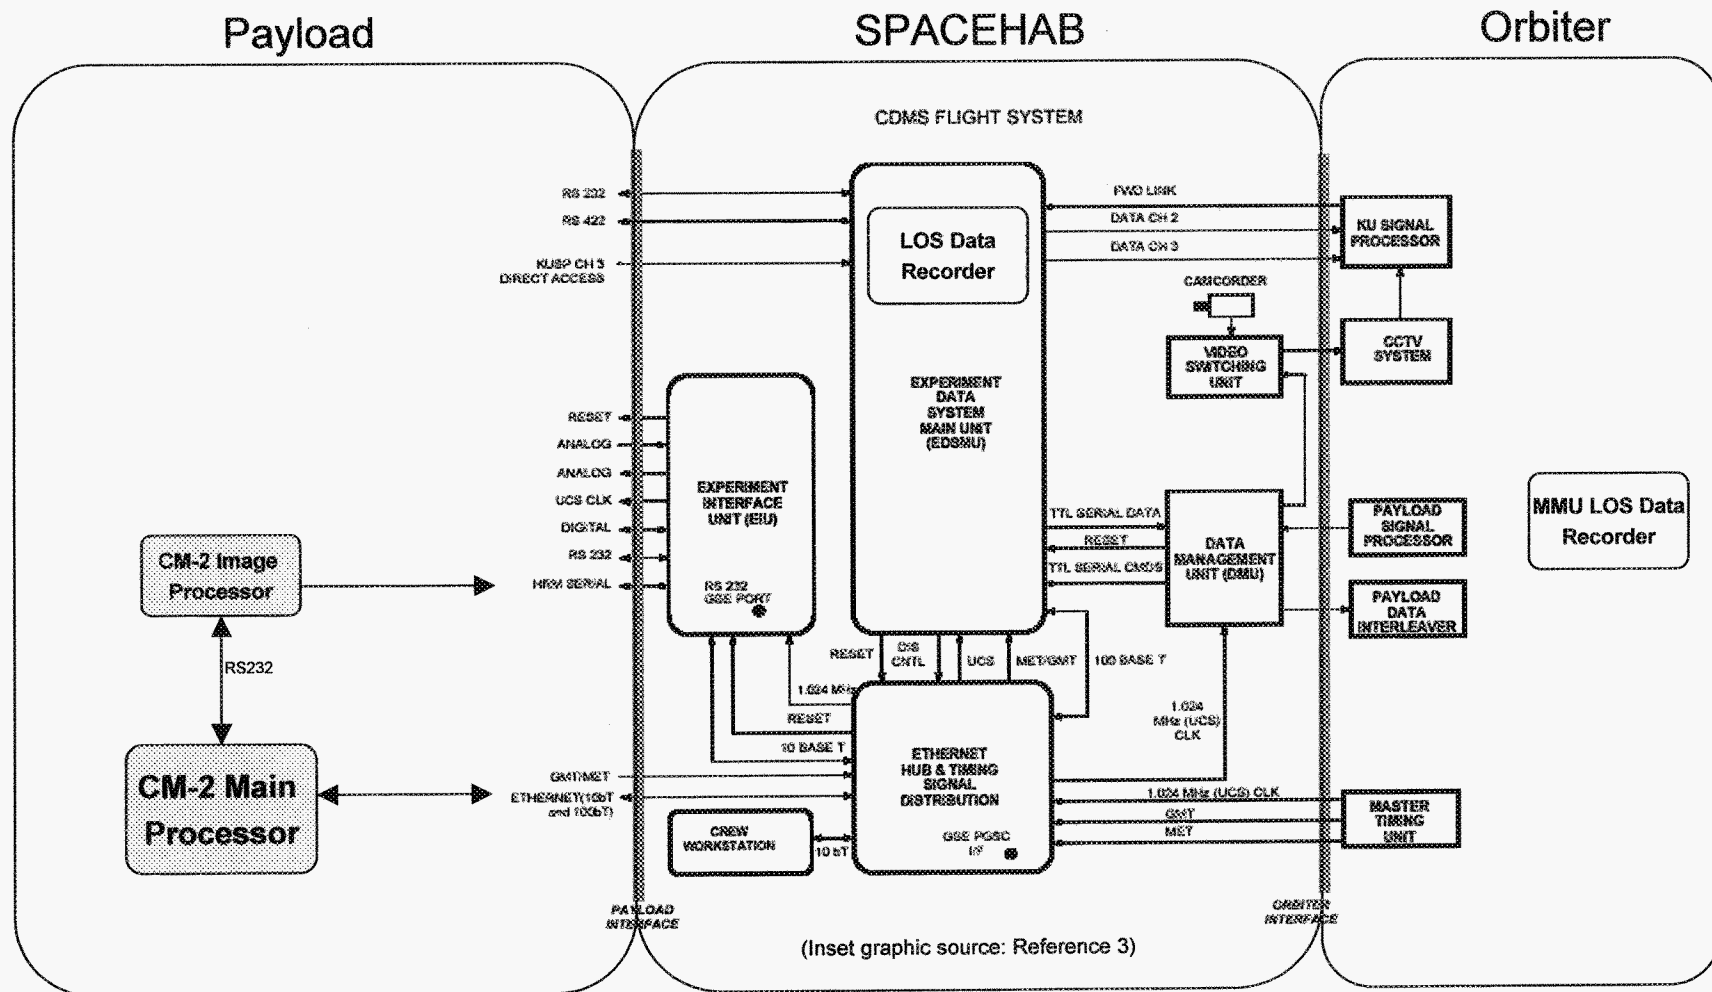 Payload
SPACEHAB
Orbiter
CDMS FLIGHT SYSTEM
RS 232
RS 422
KUSP CH 3
DIRECT ACCESS
RESET
ANALOG
ANALOG
UCS CLK
DIGITAL
RS 232
HRM SERIAL
CM-2 Image
Processor
RS232
CM-2 Main
Processor
GMT/MET
ETHERNET(10bT
and 100bT)
PAYLOAD
INTERFACE
LOS Data
Recorder
EXPERIMENT
DATA
SYSTEM
MAIN UNIT
(EDSMU)
EXPERIMENT
INTERFACE
UNIT (EIU)
RS 232
GSE PORT
RESET
DIS
CNTL
UCS
MET/GMT
100 BASE T
1.024 MHz
RESET
10 BASE T
ETHERNET
HUB & TIMING
SIGNAL
DISTRIBUTION
GSE PGSC
I/F
CREW
WORKSTATION
10 bT
FWD LINK
DATA CH 2
DATA CH 3
CAMCORDER
VIDEO
SWITCHING
UNIT
TTL SERIAL DATA
RESET
TTL SERIAL CMDS
DATA
MANAGEMENT
UNIT (DMU)
1.024
MHz (UCS)
CLK
1.024 MHz (UCS) CLK
GMT
MET
ORBITER
INTERFACE
KU SIGNAL
PROCESSOR
CCTV
SYSTEM
PAYLOAD
SIGNAL
PROCESSOR
PAYLOAD
DATA
INTERLEAVER
MASTER
TIMING
UNIT
MMU LOS Data
Recorder
(Inset graphic source: Reference 3)